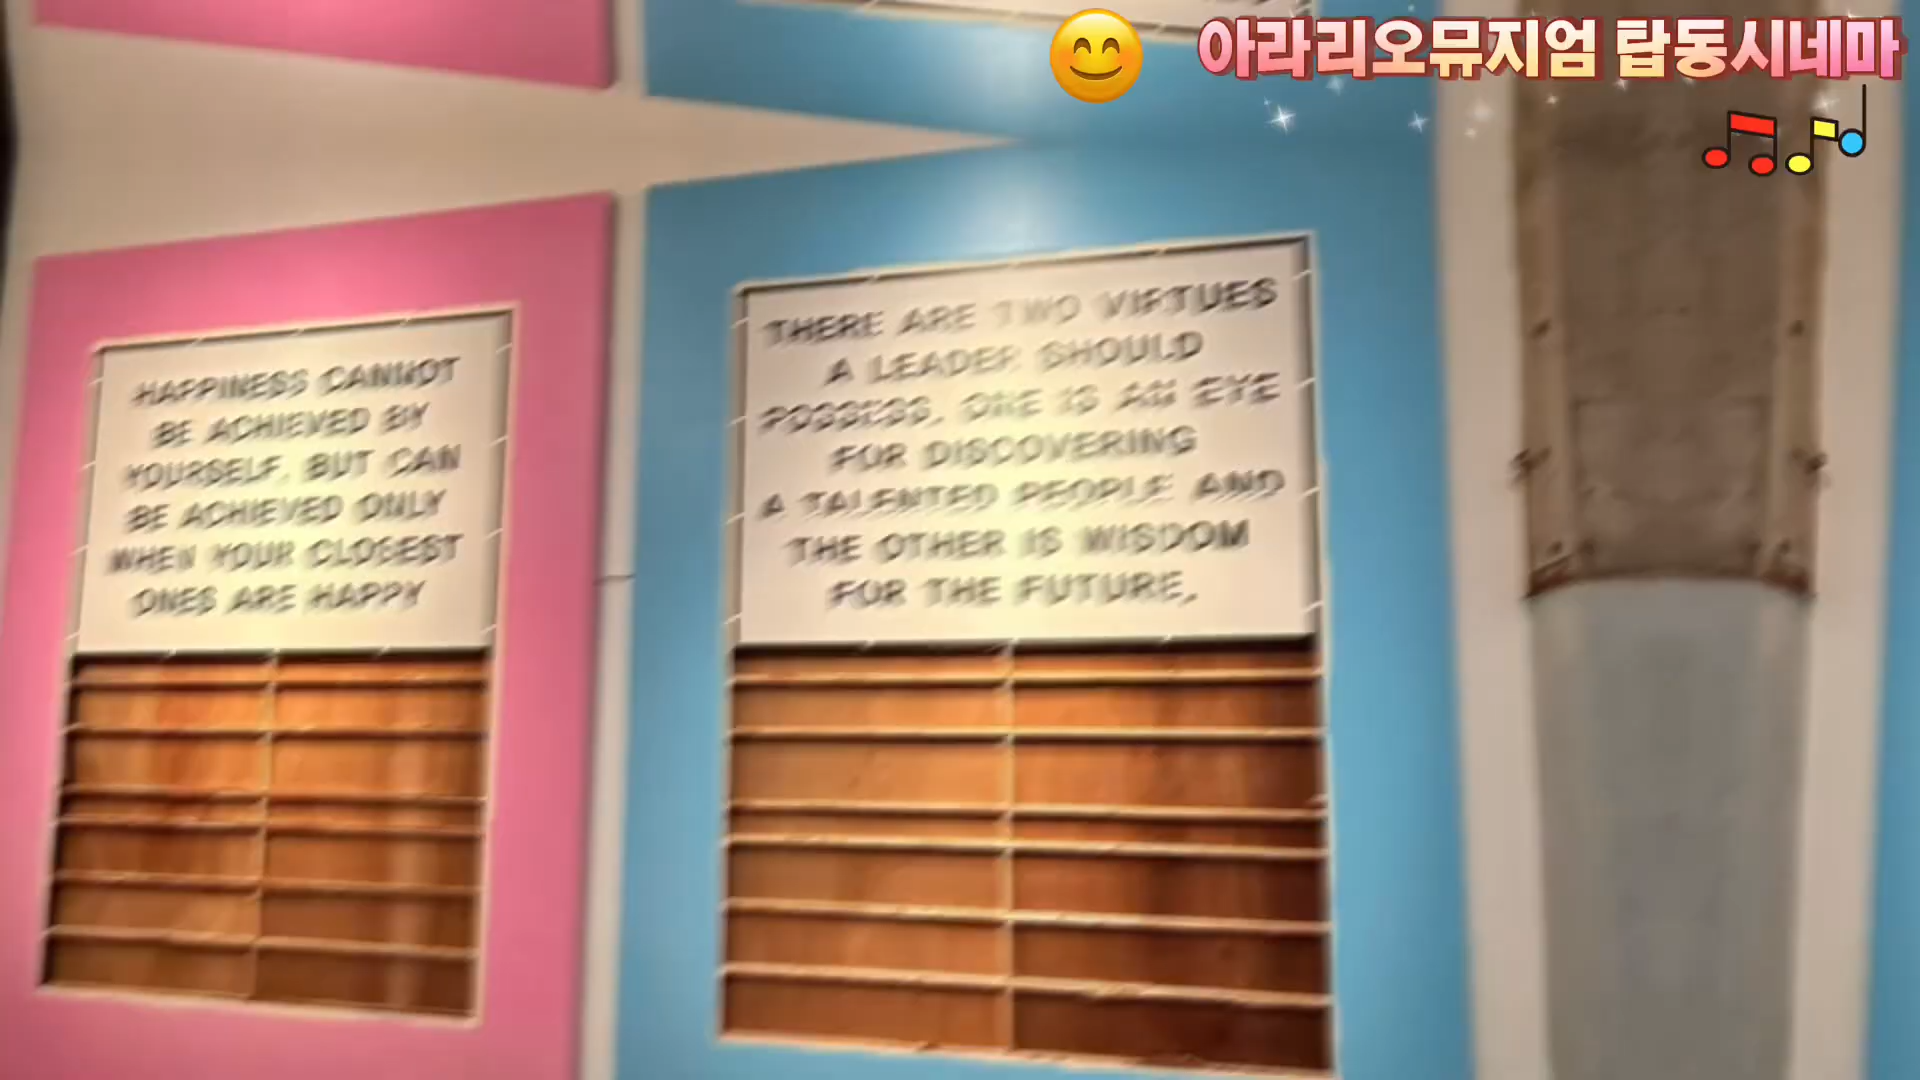 아라리오뮤지엄 탑동시네마
HAPPINESS CANNOT
BE ACHIEVED BY
YOURSELF, BUT CAN
BE ACHIEVED ONLY
WHEN YOUR CLOSEST
ONES ARE HAPPY
THERE ARE TWO VIRTUES
A LEADER SHOULD
POSSESS, ONE IS AN EYE
FOR DISCOVERING
A TALENTED PEOPLE AND
THE OTHER IS WISDOM
FOR THE FUTURE,